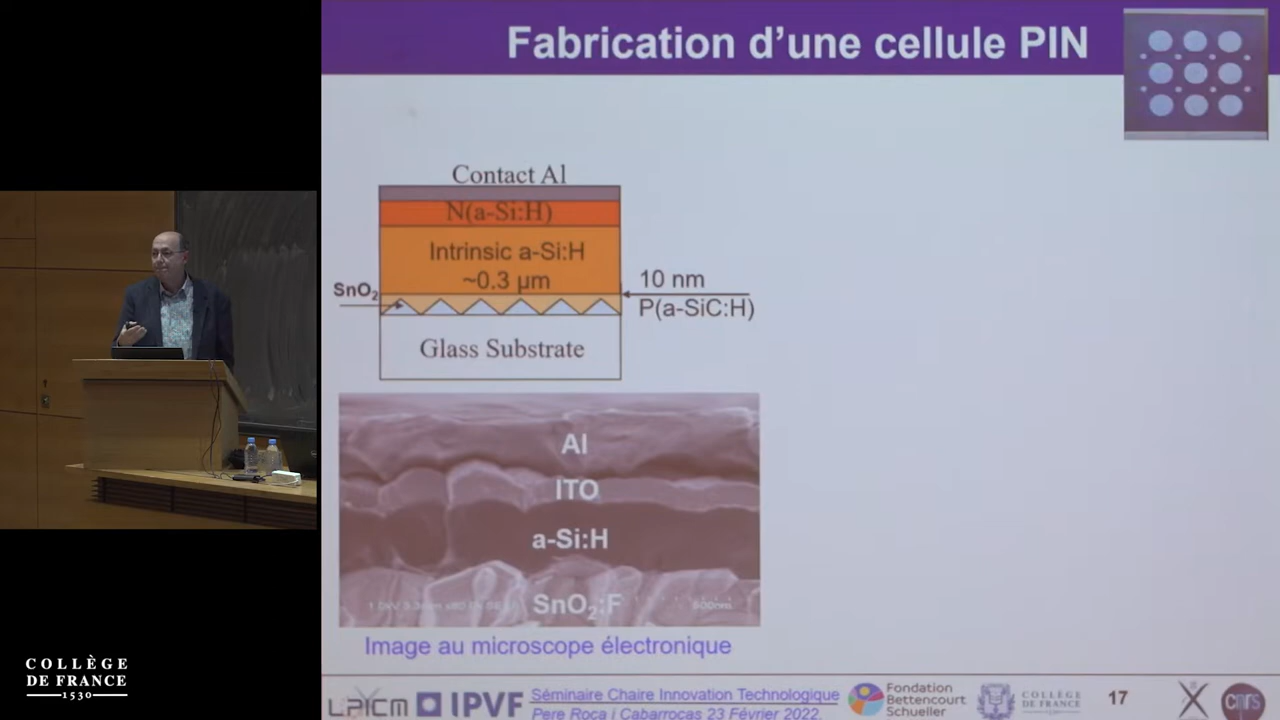 Fabrication d'une cellule PIN
Contact Al
N(a-Si:H)
Intrinsic a-Si:H
~0.3 µm
SnO2
10 nm
P(a-SiC:H)
Glass Substrate
Al
ITO
a-Si:H
SnO2:F
500nm
Image au microscope électronique
LPICM
IPVF
Séminaire Chaire Innovation Technologique
Pere Roca i Cabarrocas 23 Février 2022.
Fondation
Bettencourt
Schueller
COLLÈGE
DE FRANCE
17
cnrs
COLLÈGE
DE FRANCE
1530